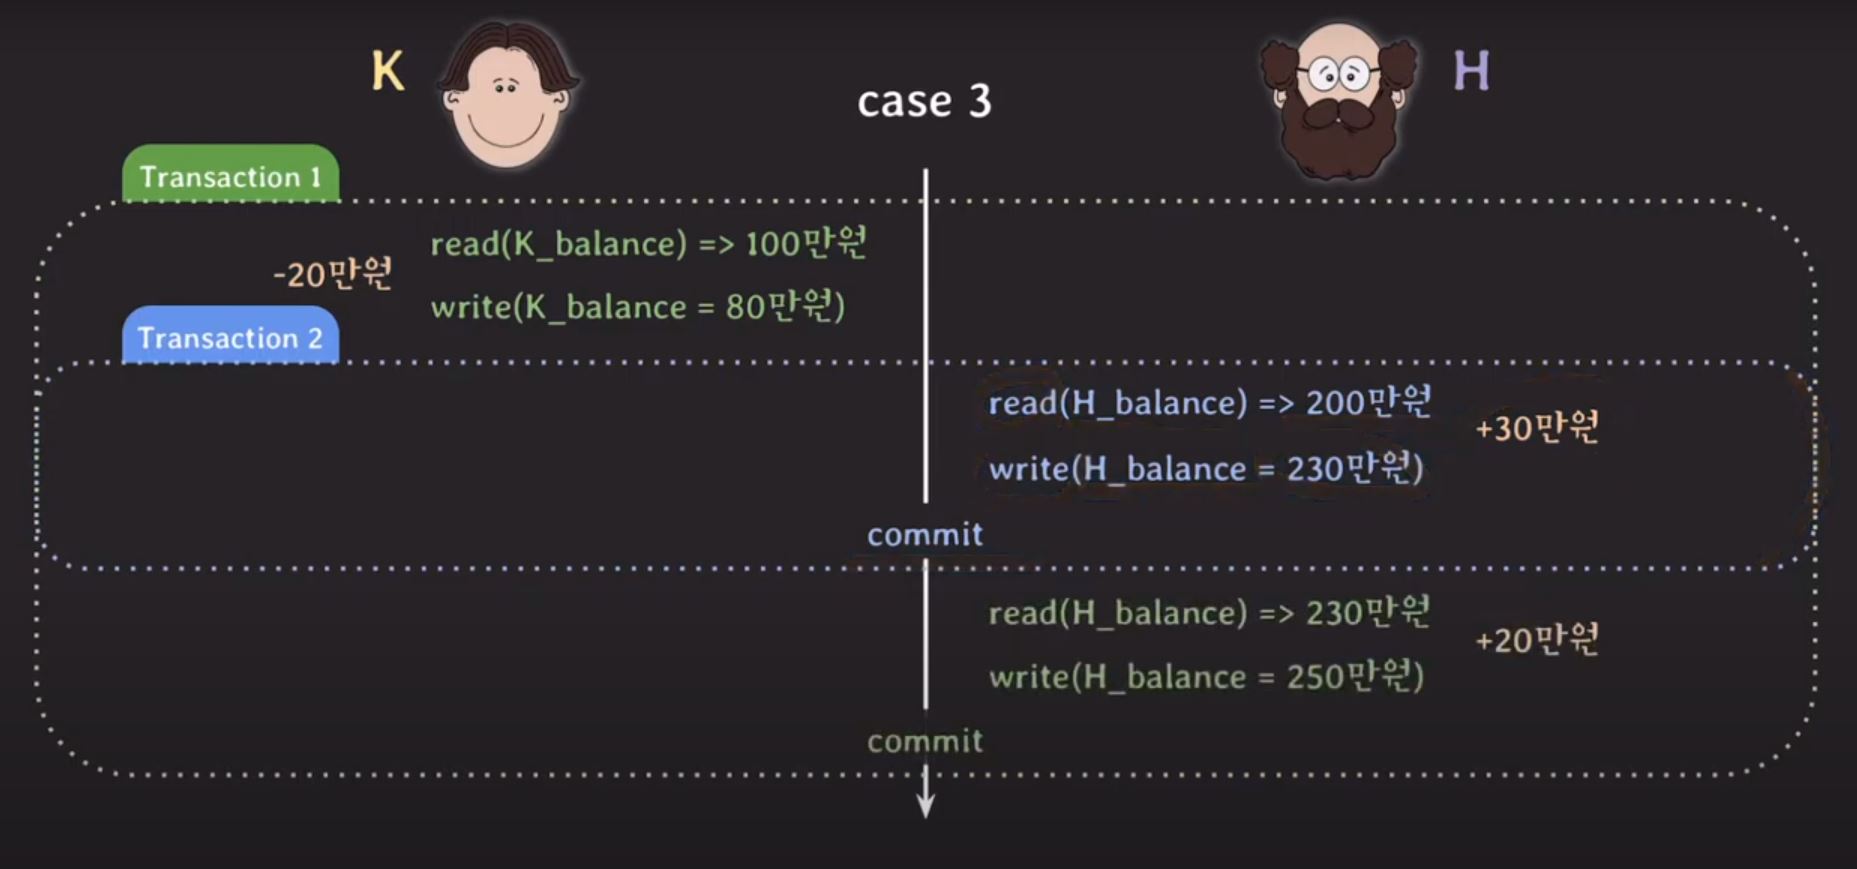 K
case 3
H
Transaction 1
read(K_balance) => 100만원
-20만원
write(K_balance = 80만원)
Transaction 2
read(H_balance) => 200만원
+30만원
write(H_balance = 230만원)
commit
read(H_balance) => 230만원
+20만원
write(H_balance = 250만원)
commit